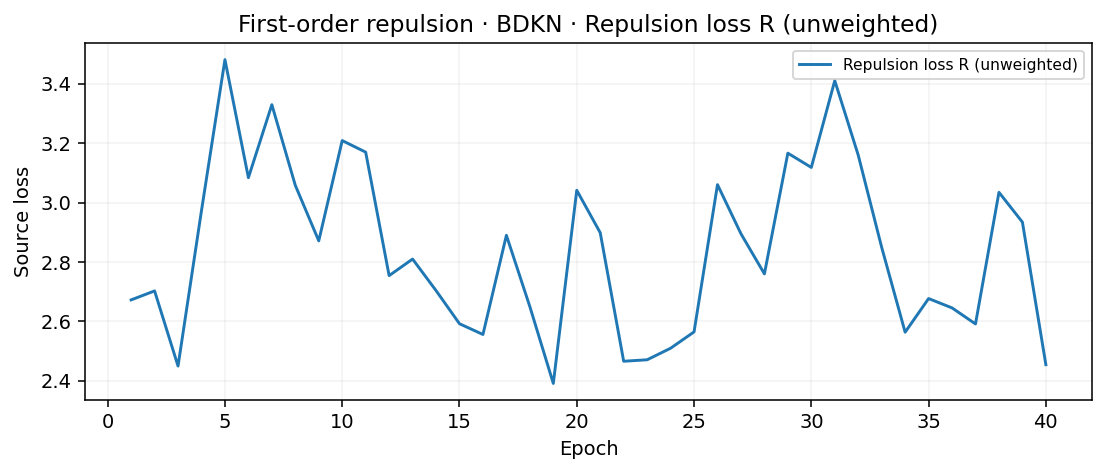 First-order repulsion · BDKN · Repulsion loss R (unweighted)
Repulsion loss R (unweighted)
Source loss
3.4
3.2
3.0
2.8
2.6
2.4
0 5 10 15 20 25 30 35 40
Epoch